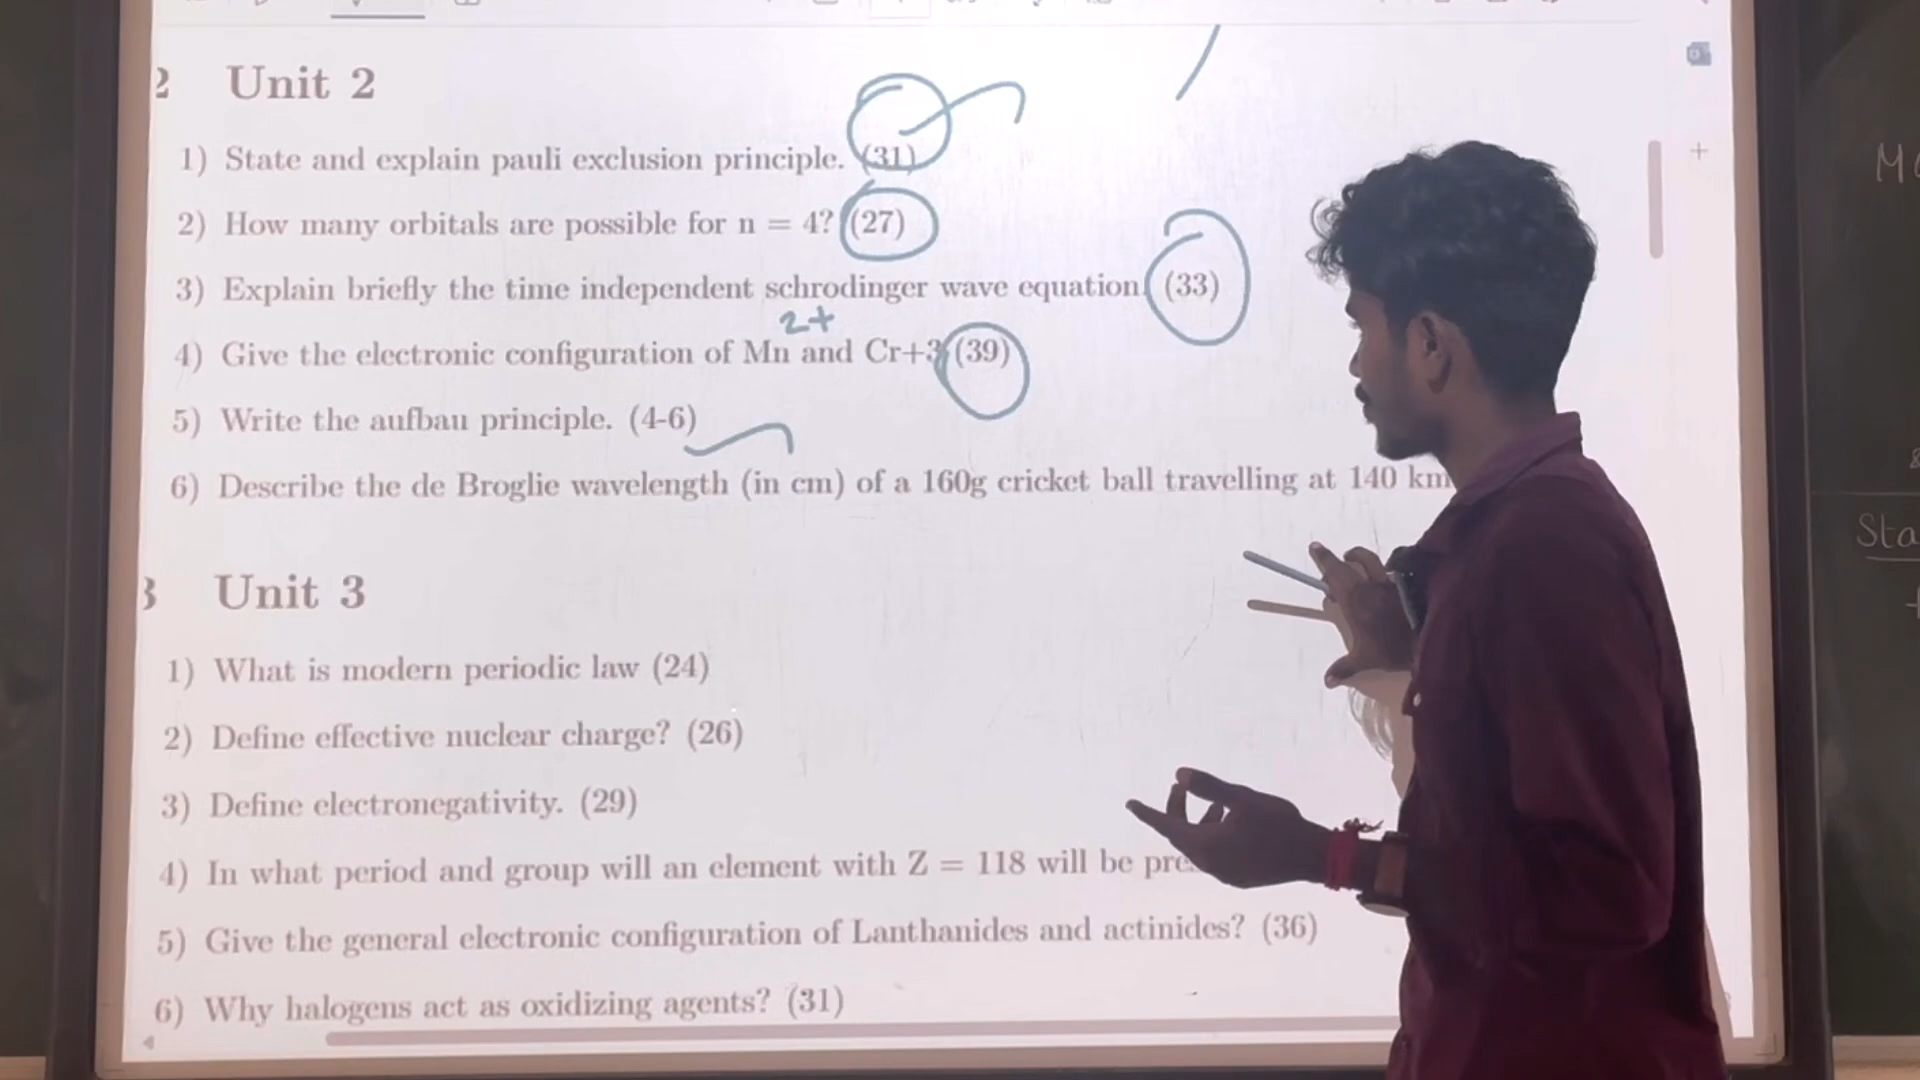 2 Unit 2
1) State and explain pauli exclusion principle. (31)
2) How many orbitals are possible for n = 4? (27)
3) Explain briefly the time independent schrodinger wave equation. (33)
2+
4) Give the electronic configuration of Mn and Cr+3 (39)
5) Write the aufbau principle. (4-6)
6) Describe the de Broglie wavelength (in cm) of a 160g cricket ball travelling at 140 km
3 Unit 3
1) What is modern periodic law (24)
2) Define effective nuclear charge? (26)
3) Define electronegativity. (29)
4) In what period and group will an element with Z = 118 will be pre
5) Give the general electronic configuration of Lanthanides and actinides? (36)
6) Why halogens act as oxidizing agents? (31)
Sta